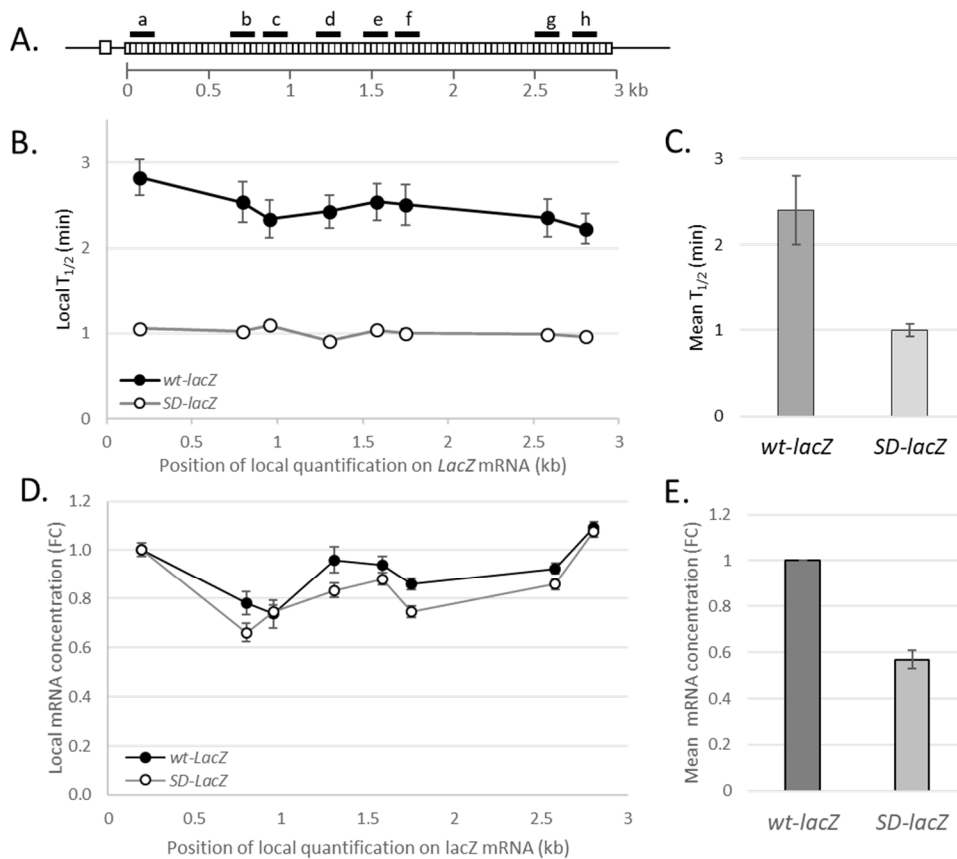 A.
a b c d e f g h
0 0.5 1 1.5 2 2.5 3 kb
B.
Local T1/2 (min)
3
2
1
0
wt-lacZ
SD-lacZ
0 0.5 1 1.5 2 2.5 3
Position of local quantification on LacZ mRNA (kb)
C.
Mean T1/2 (min)
3
2
1
0
wt-lacZ SD-lacZ
D.
Local mRNA concentration (FC)
1.2
1.0
0.8
0.6
0.4
0.2
0.0
wt-LacZ
SD-LacZ
0 0.5 1 1.5 2 2.5 3
Position of local quantification on lacZ mRNA (kb)
E.
Mean mRNA concentration (FC)
1.2
1
0.8
0.6
0.4
0.2
0
wt-lacZ SD-lacZ